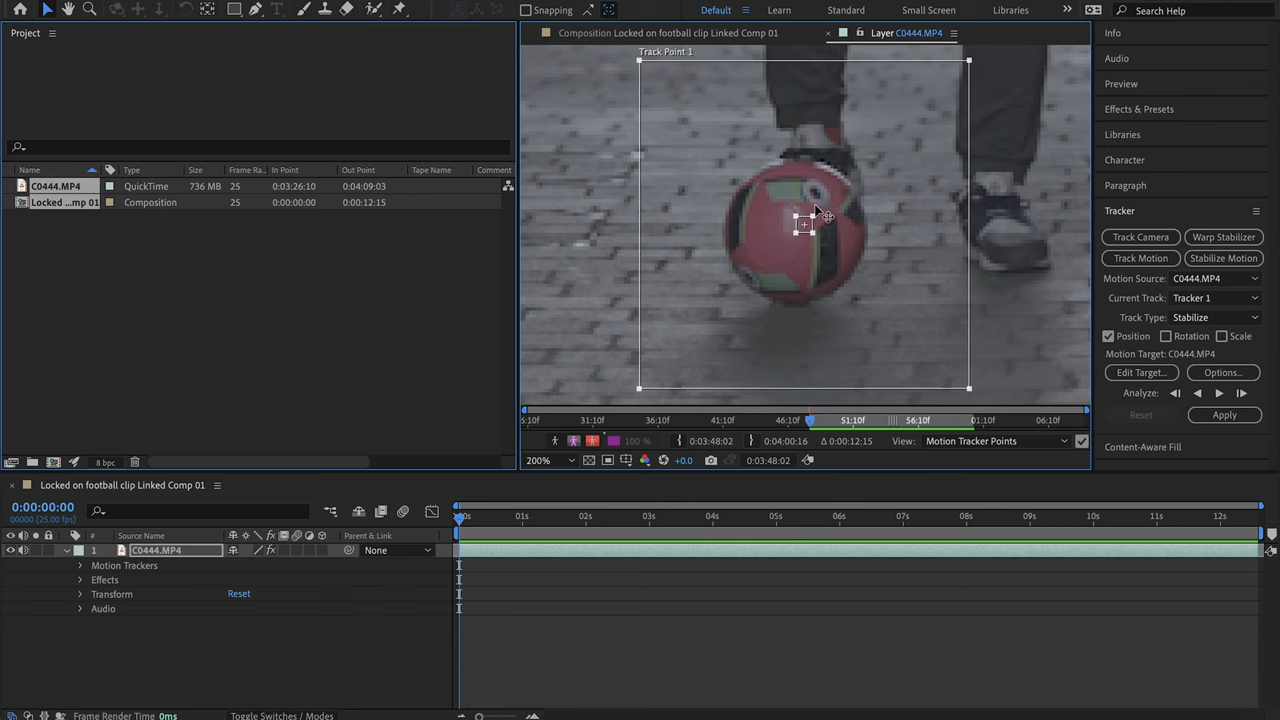 Snapping
Default
Learn
Standard
Small Screen
Libraries
Search Help
Project
Composition Locked on football clip Linked Comp 01
Layer C0444.MP4
Info
Audio
Preview
Effects & Presets
Libraries
Character
Paragraph
Tracker
Track Camera
Warp Stabilizer
Track Motion
Stabilize Motion
Motion Source: C0444.MP4
Current Track: Tracker 1
Track Type: Stabilize
Position Rotation Scale
Motion Target: C0444.MP4
Edit Target...
Options...
Analyze:
Reset
Apply
Content-Aware Fill
Track Point 1
Name Type Size Frame Ra... In Point Out Point Tape Name Comment
C0444.MP4 QuickTime 736 MB 25 0:03:26:10 0:04:09:03
Locked ...mp 01 Composition 25 0:00:00:00 0:00:12:15
8 bpc
5:10f 31:10f 36:10f 41:10f 46:10f 51:10f 56:10f 01:10f 06:10f
100 % 0:03:48:02 0:04:00:16 Δ 0:00:12:15 View: Motion Tracker Points
200% +0.0 0:03:48:02
Locked on football clip Linked Comp 01
0:00:00:00
00000 (25.00 fps)
:00s 01s 02s 03s 04s 05s 06s 07s 08s 09s 10s 11s 12s
# Source Name Parent & Link
1 C0444.MP4 None
Motion Trackers
Effects
Transform Reset
Audio
Frame Render Time 0ms
Toggle Switches / Modes